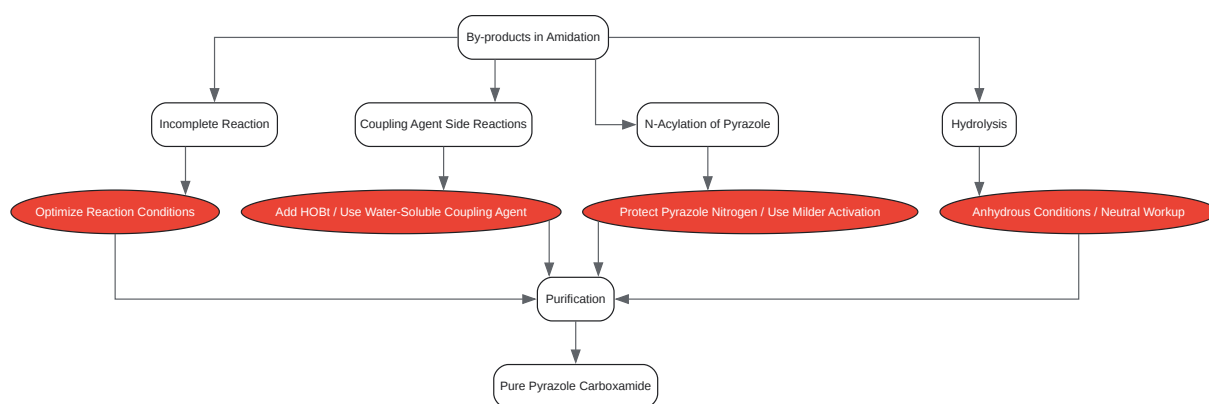 By-products in Amidation
Incomplete Reaction
Coupling Agent Side Reactions
N-Acylation of Pyrazole
Hydrolysis
Optimize Reaction Conditions
Add HOBt / Use Water-Soluble Coupling Agent
Protect Pyrazole Nitrogen / Use Milder Activation
Anhydrous Conditions / Neutral Workup
Purification
Pure Pyrazole Carboxamide